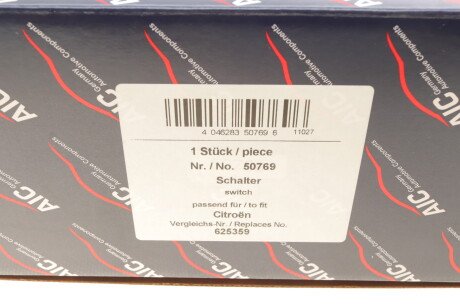 AIC Germany
Automotive Components
4 046283 50769 6 11027
1 Stück / piece
Nr. / No. 50769
Schalter
switch
passend für / to fit
Citroën
Vergleichs-Nr. / Replaces No.
625359